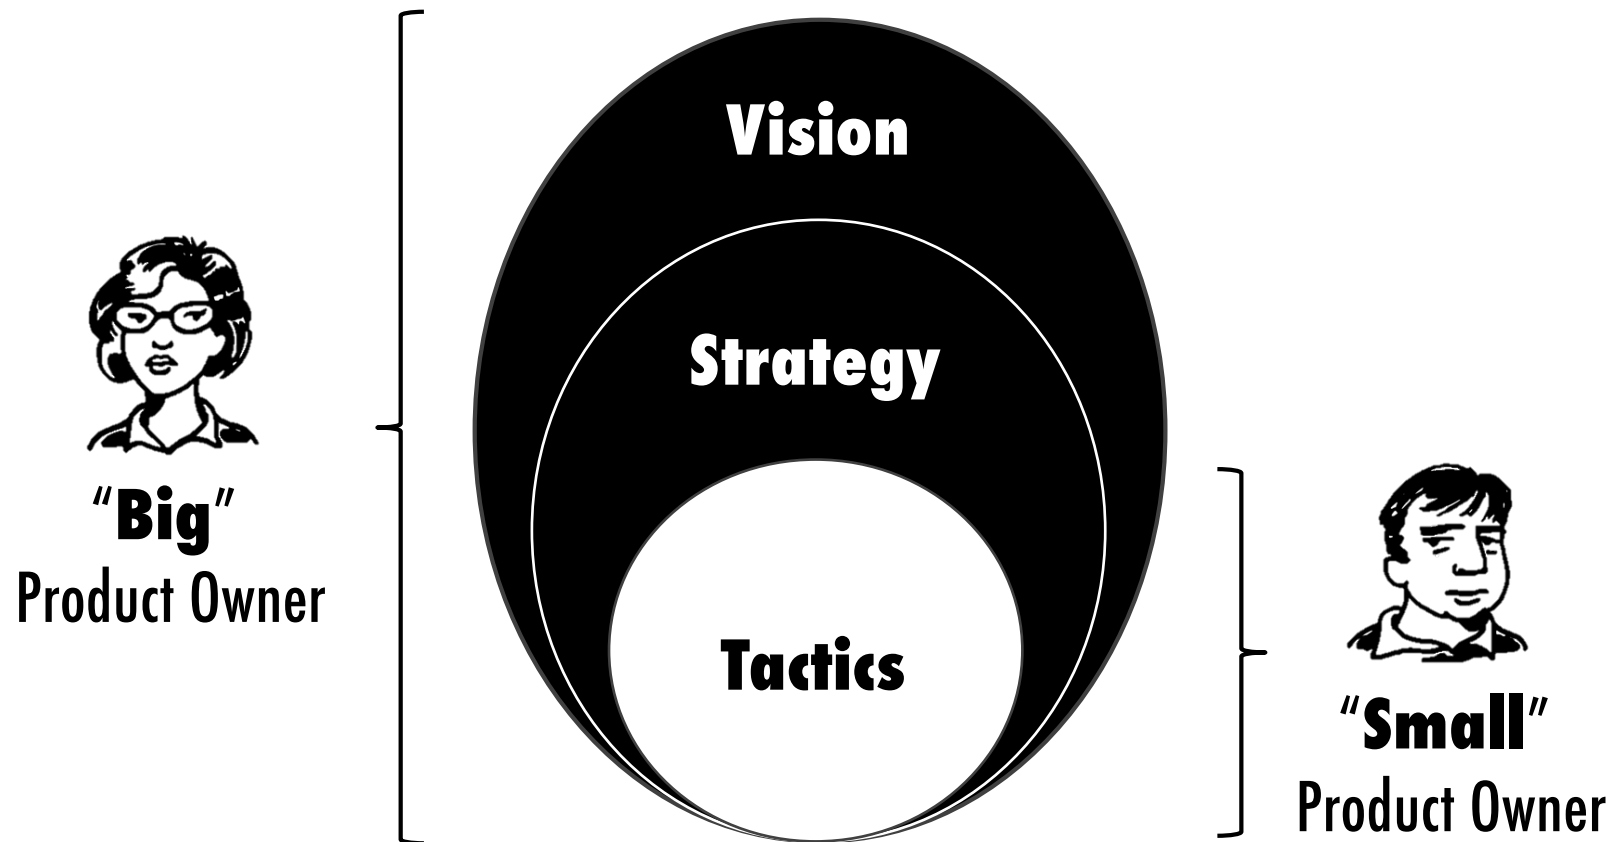 Vision
Strategy
Tactics
“Big”
Product Owner
“Small”
Product Owner